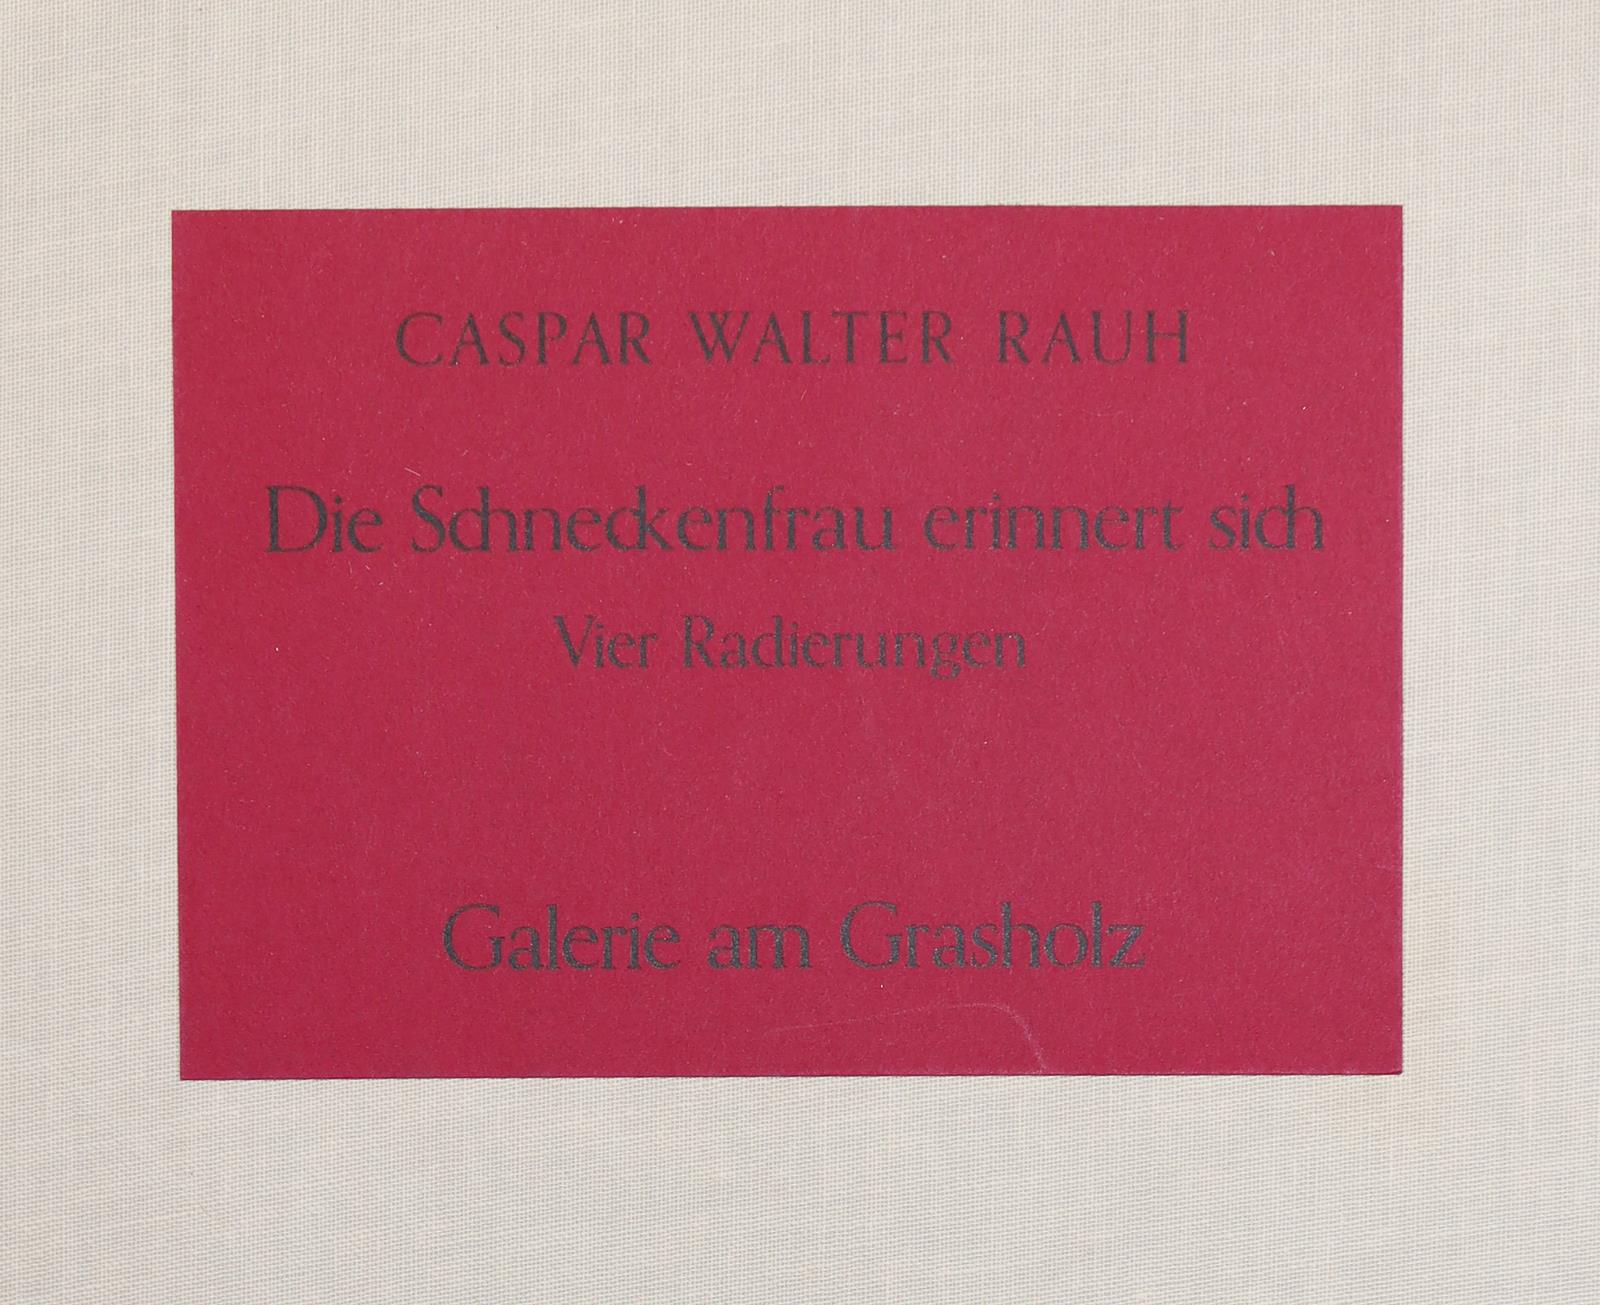 CASPAR WALTER RAUH
Die Schneckenfrau erinnert sich
Vier Radierungen
Galerie am Grasholz